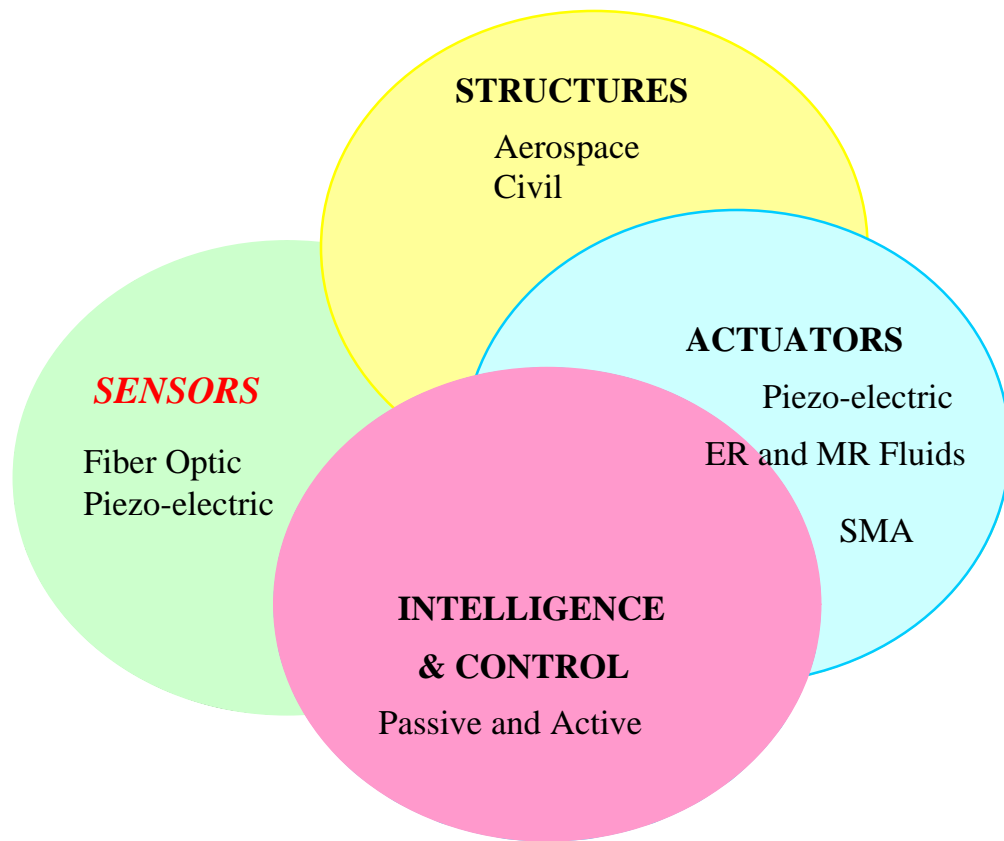 STRUCTURES
Aerospace
Civil
SENSORS
Fiber Optic
Piezo-electric
ACTUATORS
Piezo-electric
ER and MR Fluids
SMA
INTELLIGENCE
& CONTROL
Passive and Active